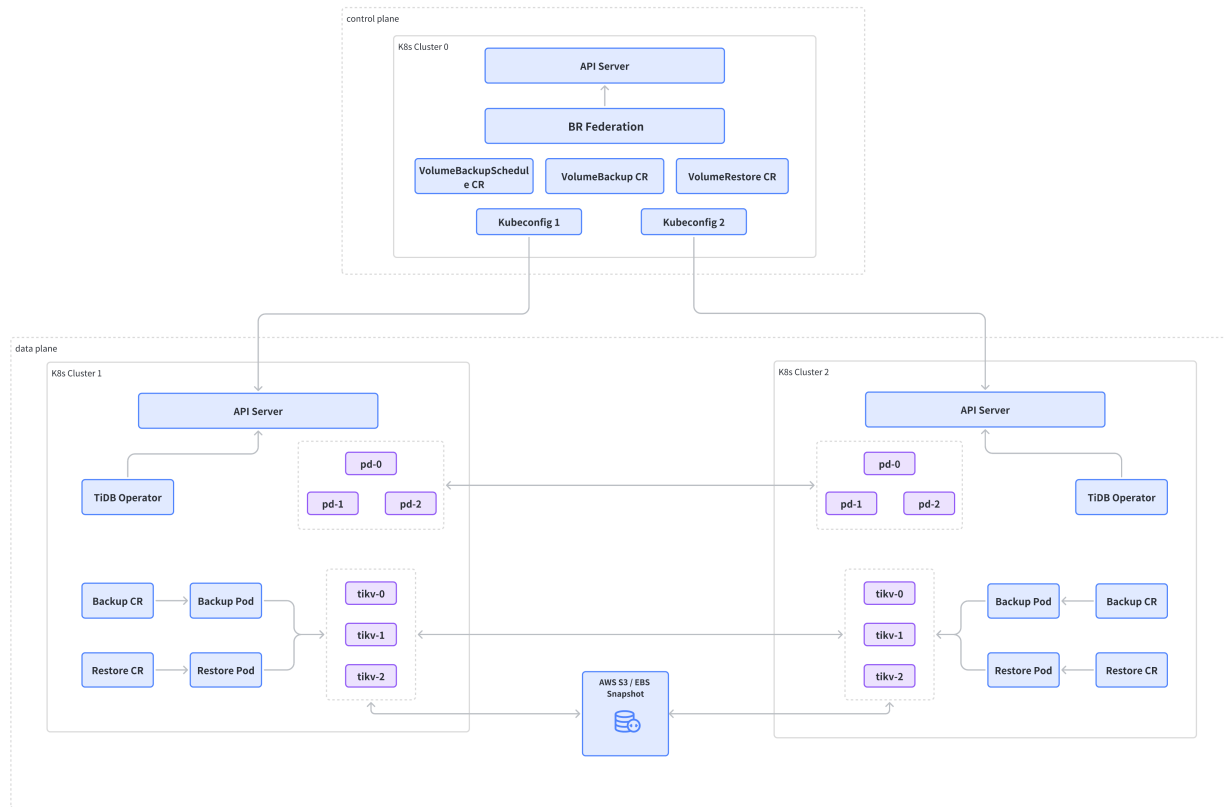 control plane
K8s Cluster 0
API Server
BR Federation
VolumeBackupSchedul
e CR
VolumeBackup CR
VolumeRestore CR
Kubeconfig 1
Kubeconfig 2
data plane
K8s Cluster 1
API Server
pd-0
pd-1
pd-2
TiDB Operator
Backup CR
Backup Pod
Restore CR
Restore Pod
tikv-0
tikv-1
tikv-2
AWS S3 / EBS
Snapshot
K8s Cluster 2
API Server
pd-0
pd-1
pd-2
TiDB Operator
tikv-0
tikv-1
tikv-2
Backup Pod
Backup CR
Restore Pod
Restore CR